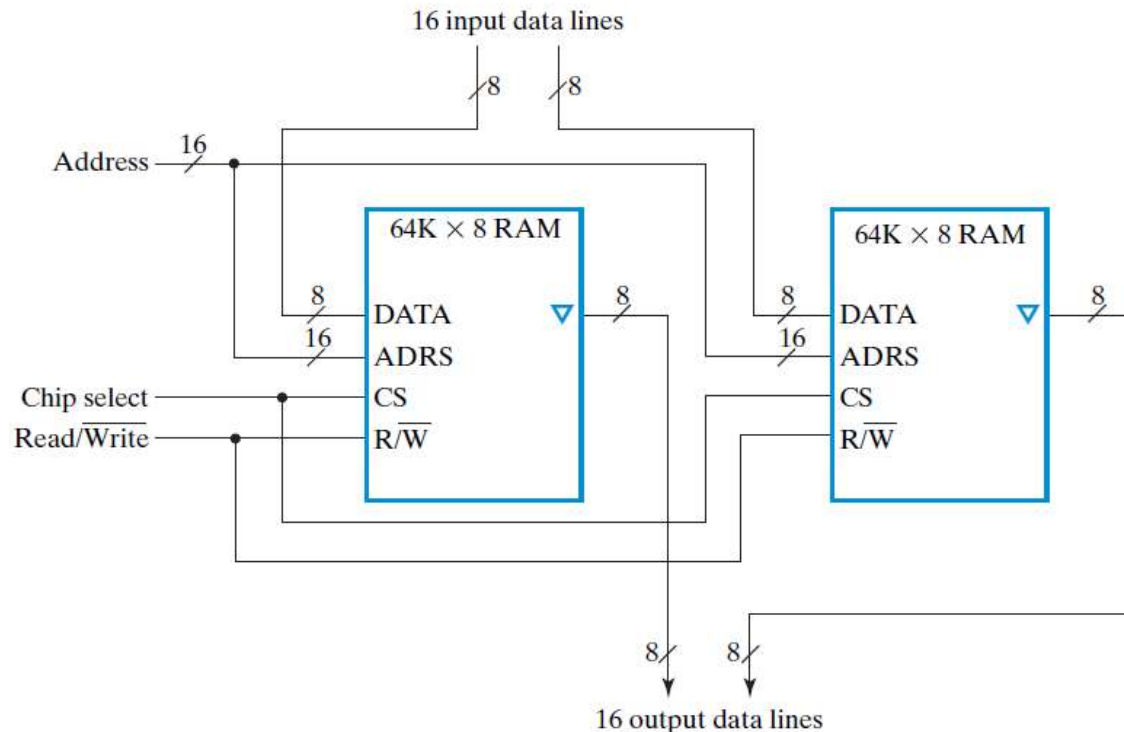 16 input data lines
8 8
16
Address
64K × 8 RAM
64K × 8 RAM
8 DATA 8
8 DATA 8
16 ADRS
16 ADRS
Chip select CS
CS
Read/W̅r̅i̅t̅e̅ R/W̅
R/W̅
8 8
16 output data lines